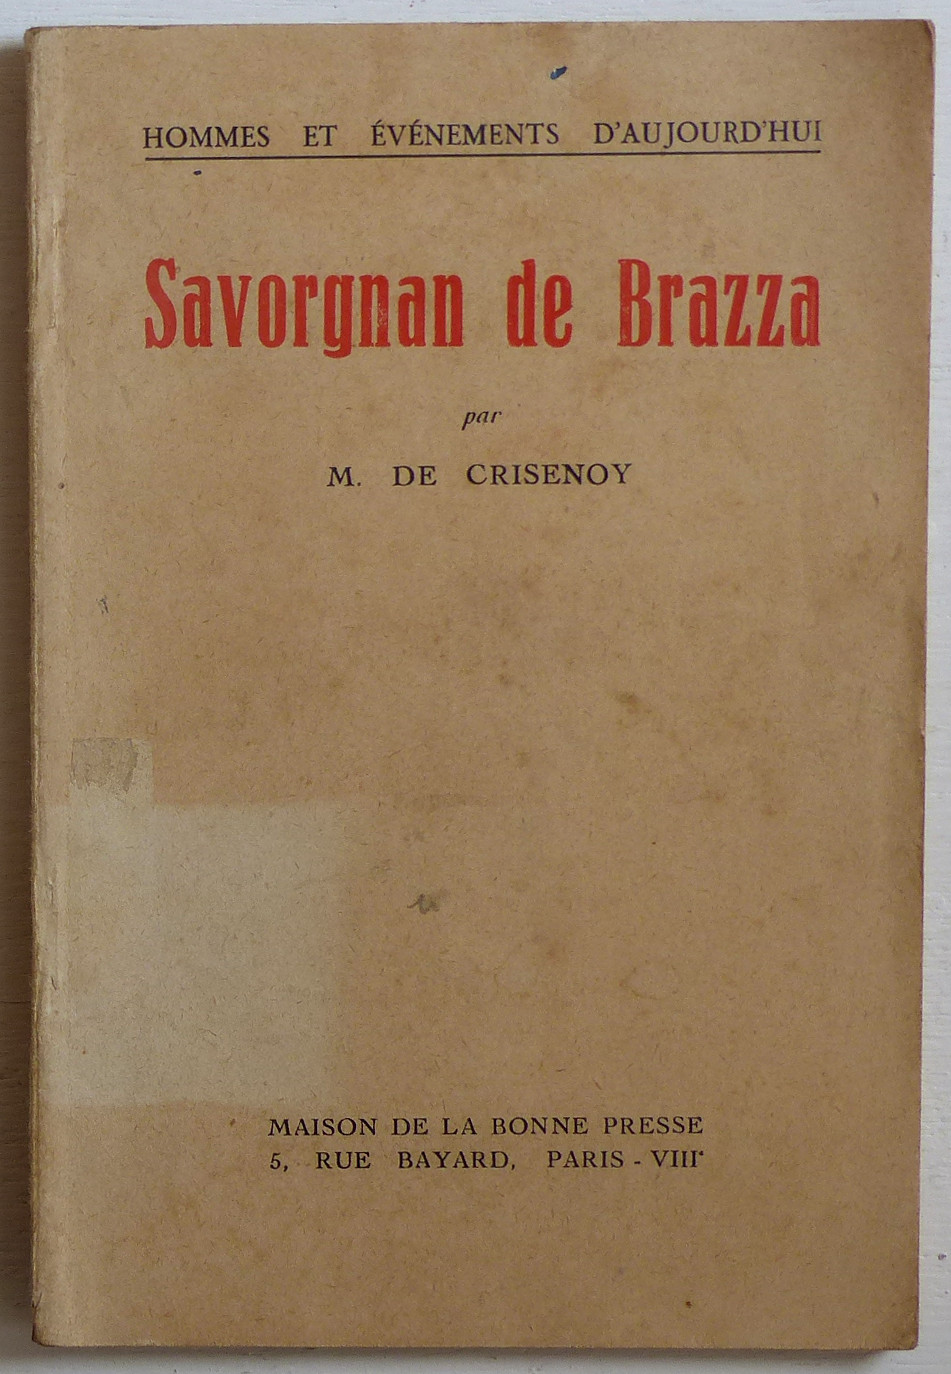 HOMMES ET ÉVÉNEMENTS D'AUJOURD'HUI
Savorgnan de Brazza
par
M. DE CRISENOY
MAISON DE LA BONNE PRESSE
5, RUE BAYARD, PARIS - VIIIᵉ